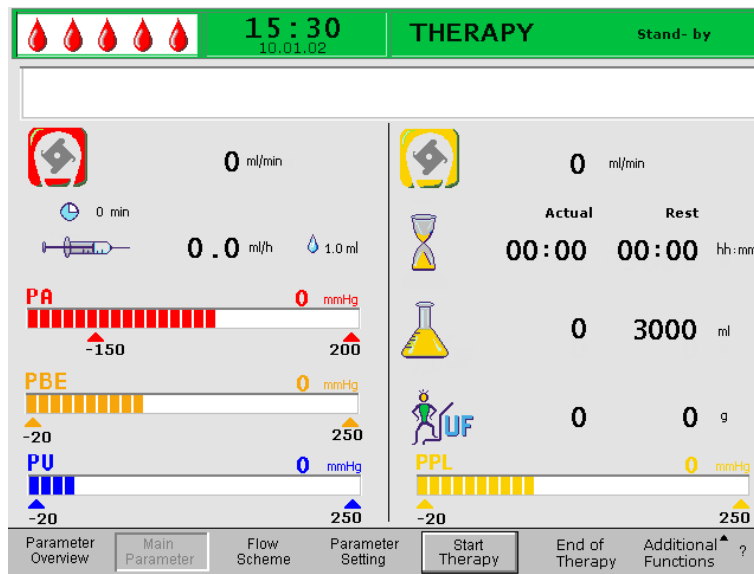 15:30 THERAPY Stand- by
10.01.02
0 ml/min
0 min
0.0 ml/h 1.0 ml
PA 0 mmHg
-150 200
PBE 0 mmHg
-20 250
PV 0 mmHg
-20 250
0 ml/min
Actual Rest
00:00 00:00 hh:mm
0 3000 ml
UF 0 0 g
PPL 0 mmHg
-20 250
Parameter Overview
Main Parameter
Flow Scheme
Parameter Setting
Start Therapy
End of Therapy
Additional Functions ?